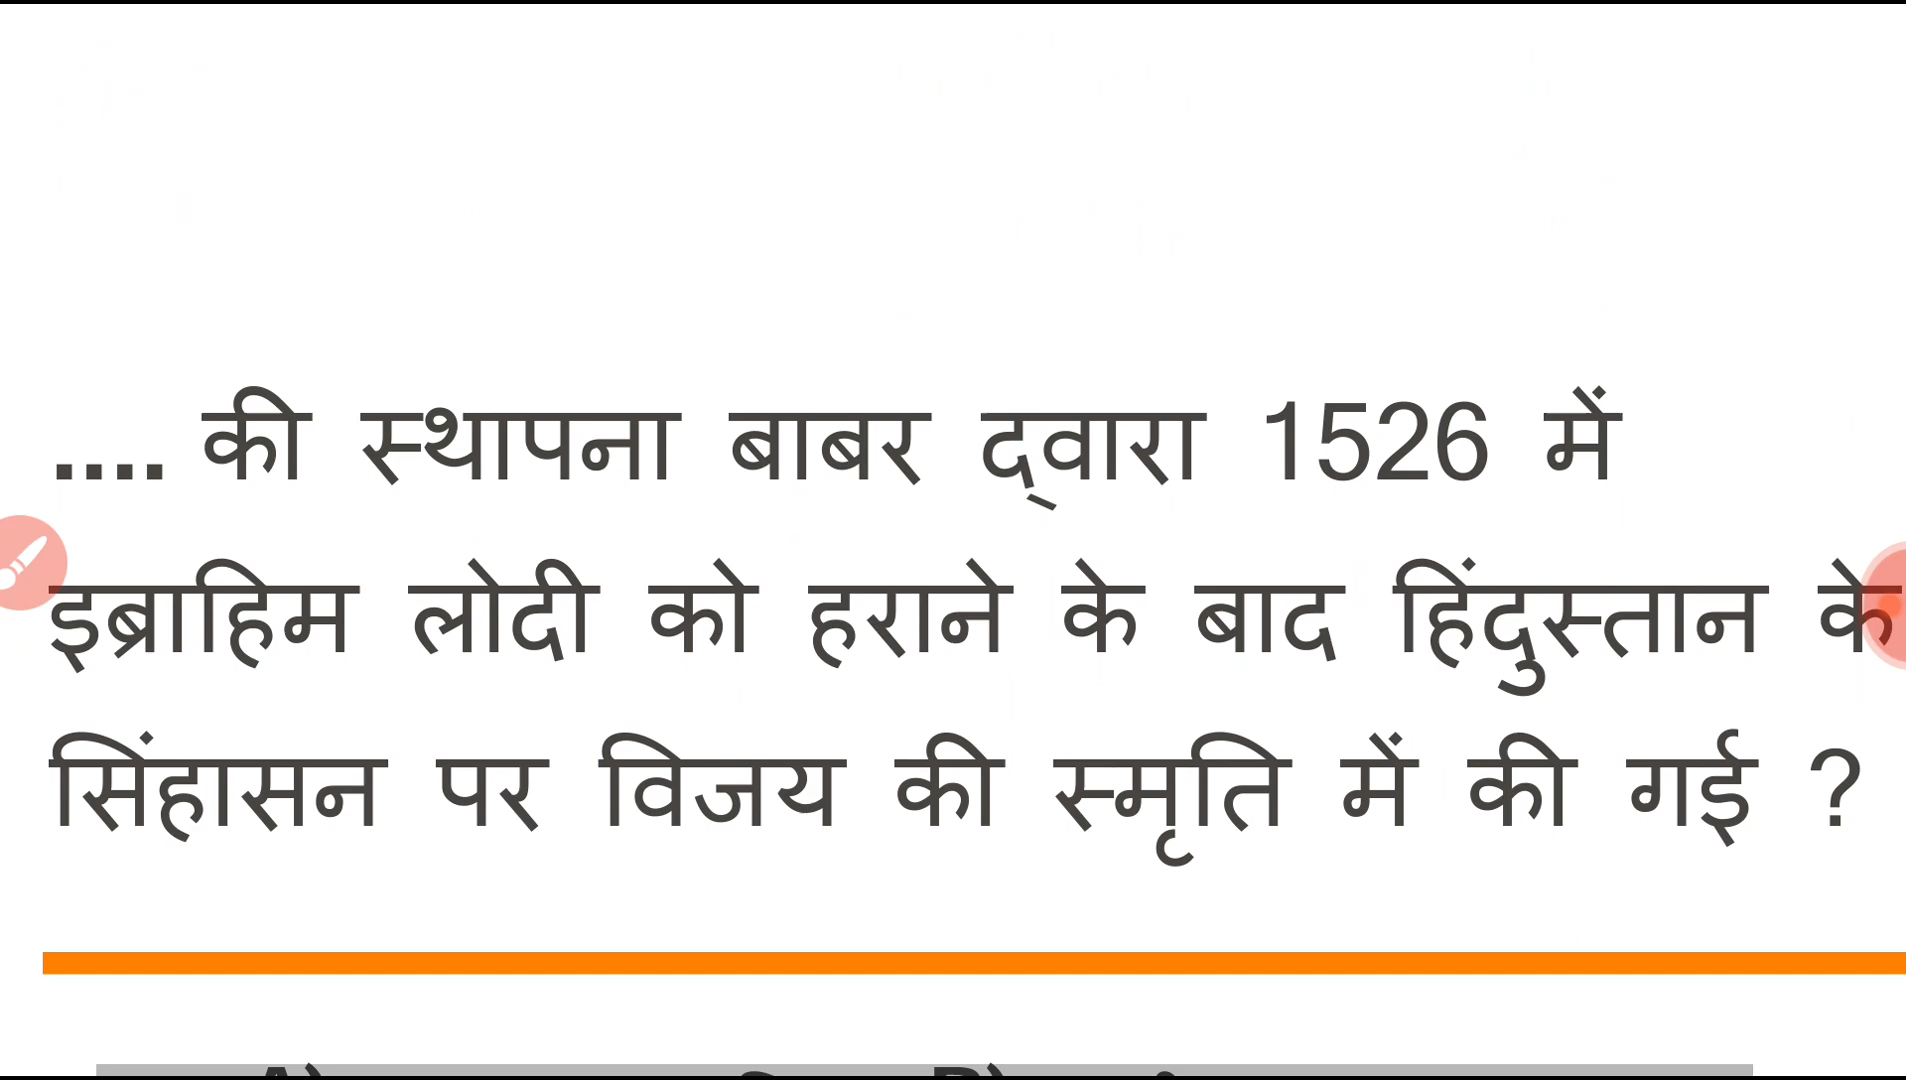 .... की स्थापना बाबर द्वारा 1526 में
इब्राहिम लोदी को हराने के बाद हिंदुस्तान के
सिंहासन पर विजय की स्मृति में की गई ?